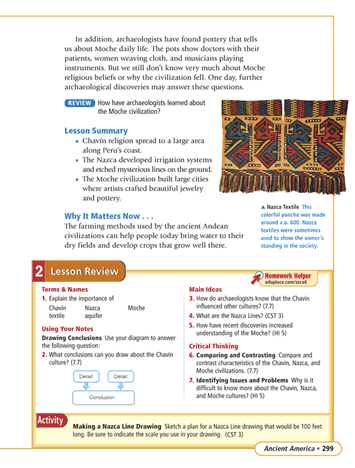 In addition, archaeologists have found pottery that tells
us about Moche daily life. The pots show doctors with their
patients, women weaving cloth, and musicians playing
instruments. But we still don't know very much about Moche
religious beliefs or why the civilization fell. One day, further
archaeological discoveries may answer these questions.
REVIEW How have archaeologists learned about
the Moche civilization?
Lesson Summary
• Chavín religion spread to a large area
along Peru's coast.
• The Nazca developed irrigation systems
and etched mysterious lines on the ground.
• The Moche civilization built large cities
where artists crafted beautiful jewelry
and pottery.
Why It Matters Now . . .
The farming methods used by the ancient Andean
civilizations can help people today bring water to their
dry fields and develop crops that grow well there.
▲ Nazca Textile This
colorful poncho was made
around A.D. 600. Nazca
textiles were sometimes
used to show the owner's
standing in the society.
2 Lesson Review
Homework Helper
eduplace.com/ssca6
Terms & Names
1. Explain the importance of
Chavín Nazca Moche
textile aquifer
Using Your Notes
Drawing Conclusions Use your diagram to answer
the following question:
2. What conclusions can you draw about the Chavín
culture? (7.7)
Detail Detail
Conclusion
Main Ideas
3. How do archaeologists know that the Chavín
influenced other cultures? (7.7)
4. What are the Nazca Lines? (CST 3)
5. How have recent discoveries increased
understanding of the Moche? (HI 5)
Critical Thinking
6. Comparing and Contrasting Compare and
contrast characteristics of the Chavín, Nazca, and
Moche civilizations. (7.7)
7. Identifying Issues and Problems Why is it
difficult to know more about the Chavín, Nazca,
and Moche cultures? (HI 5)
Activity
Making a Nazca Line Drawing Sketch a plan for a Nazca Line drawing that would be 100 feet
long. Be sure to indicate the scale you use in your drawing. (CST 3)
Ancient America • 299